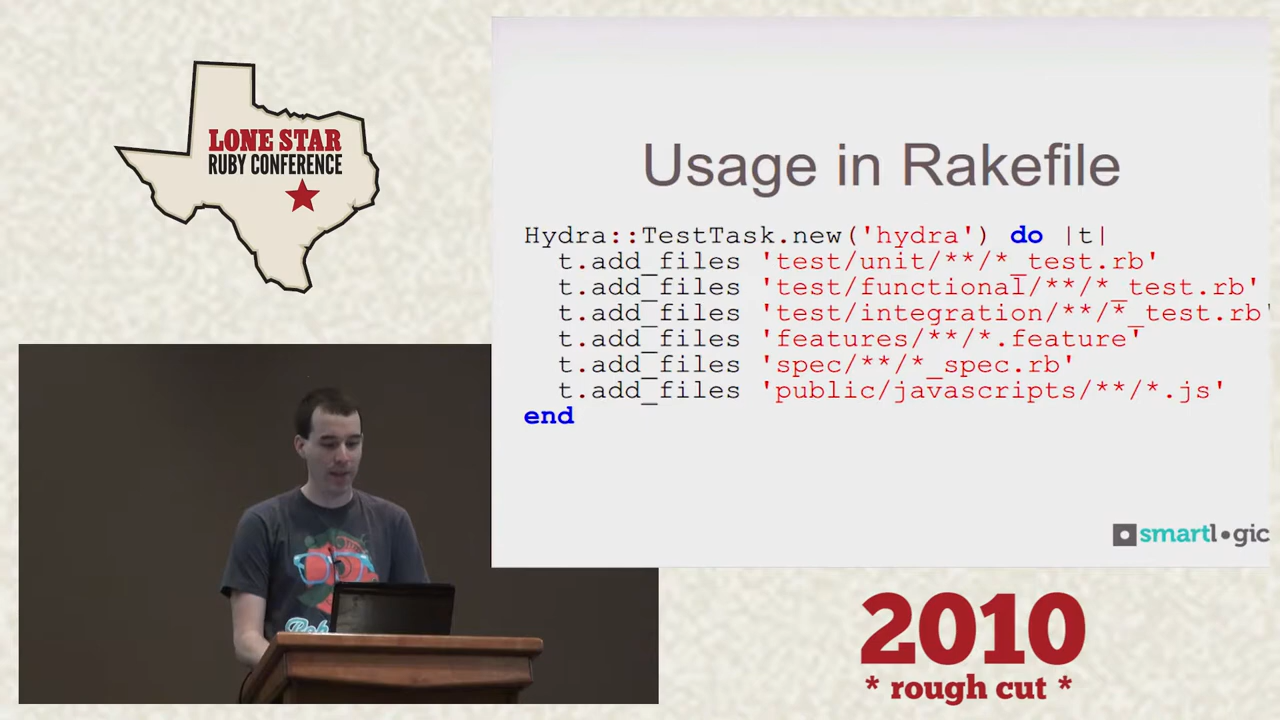 LONE STAR
RUBY CONFERENCE
Usage in Rakefile
Hydra::TestTask.new('hydra') do |t|
t.add_files 'test/unit/**/*_test.rb'
t.add_files 'test/functional/**/*_test.rb'
t.add_files 'test/integration/**/*_test.rb'
t.add_files 'features/**/*.feature'
t.add_files 'spec/**/*_spec.rb'
t.add_files 'public/javascripts/**/*.js'
end
smartlogic
2010
* rough cut *